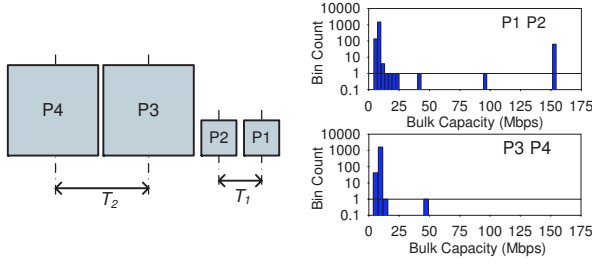 P4
P3
P2
P1
T2
T1
P1 P2
Bin Count
10000
1000
100
10
1
0.1
0 25 50 75 100 125 150 175
Bulk Capacity (Mbps)
P3 P4
Bin Count
10000
1000
100
10
1
0.1
0 25 50 75 100 125 150 175
Bulk Capacity (Mbps)